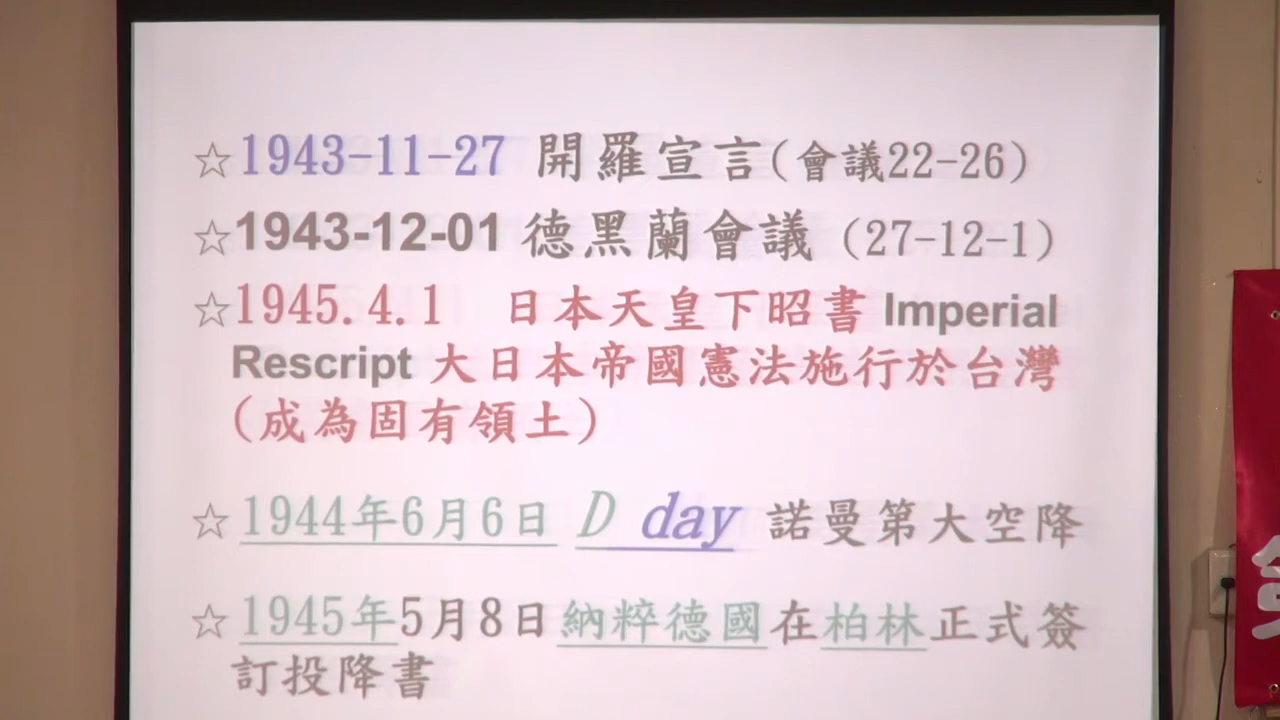 ☆1943-11-27 開羅宣言(會議22-26)
☆1943-12-01 德黑蘭會議 (27-12-1)
☆1945.4.1 日本天皇下昭書 Imperial
Rescript 大日本帝國憲法施行於台灣
(成為固有領土)
☆1944年6月6日 D day 諾曼第大空降
☆1945年5月8日納粹德國在柏林正式簽
訂投降書